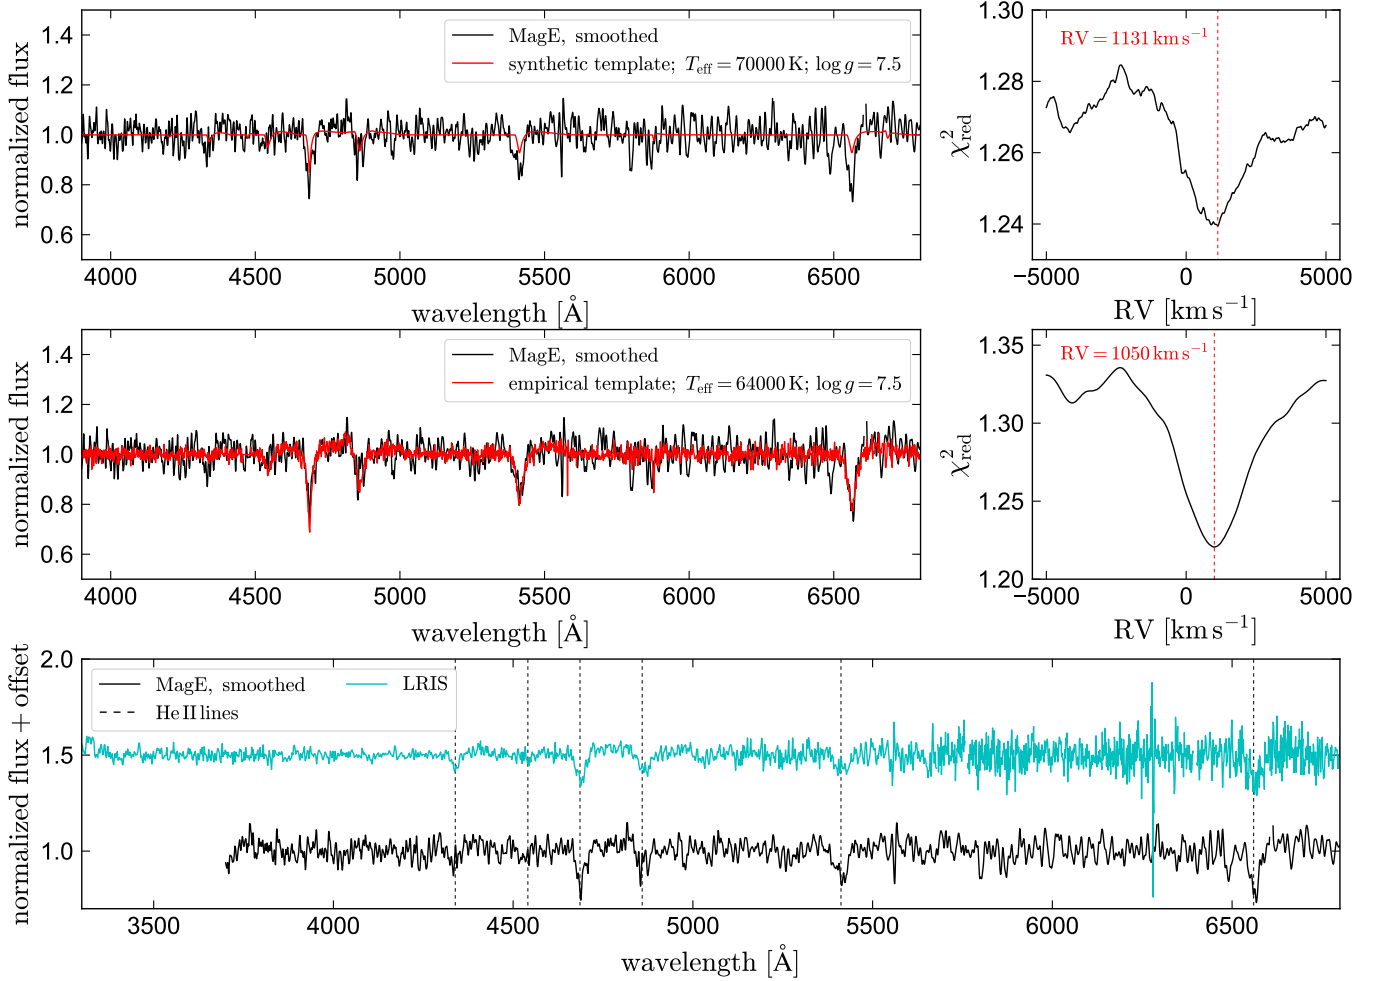 normalized flux
1.4
1.2
1.0
0.8
0.6
MagE, smoothed
synthetic template; T_eff = 70000 K; log g = 7.5
4000 4500 5000 5500 6000 6500
wavelength [Å]
χ²_red
1.30
1.28
1.26
1.24
RV = 1131 km s⁻¹
−5000 0 5000
RV [km s⁻¹]
normalized flux
1.4
1.2
1.0
0.8
0.6
MagE, smoothed
empirical template; T_eff = 64000 K; log g = 7.5
4000 4500 5000 5500 6000 6500
wavelength [Å]
χ²_red
1.35
1.30
1.25
1.20
RV = 1050 km s⁻¹
−5000 0 5000
RV [km s⁻¹]
normalized flux + offset
2.0
1.5
1.0
MagE, smoothed LRIS
He II lines
3500 4000 4500 5000 5500 6000 6500
wavelength [Å]